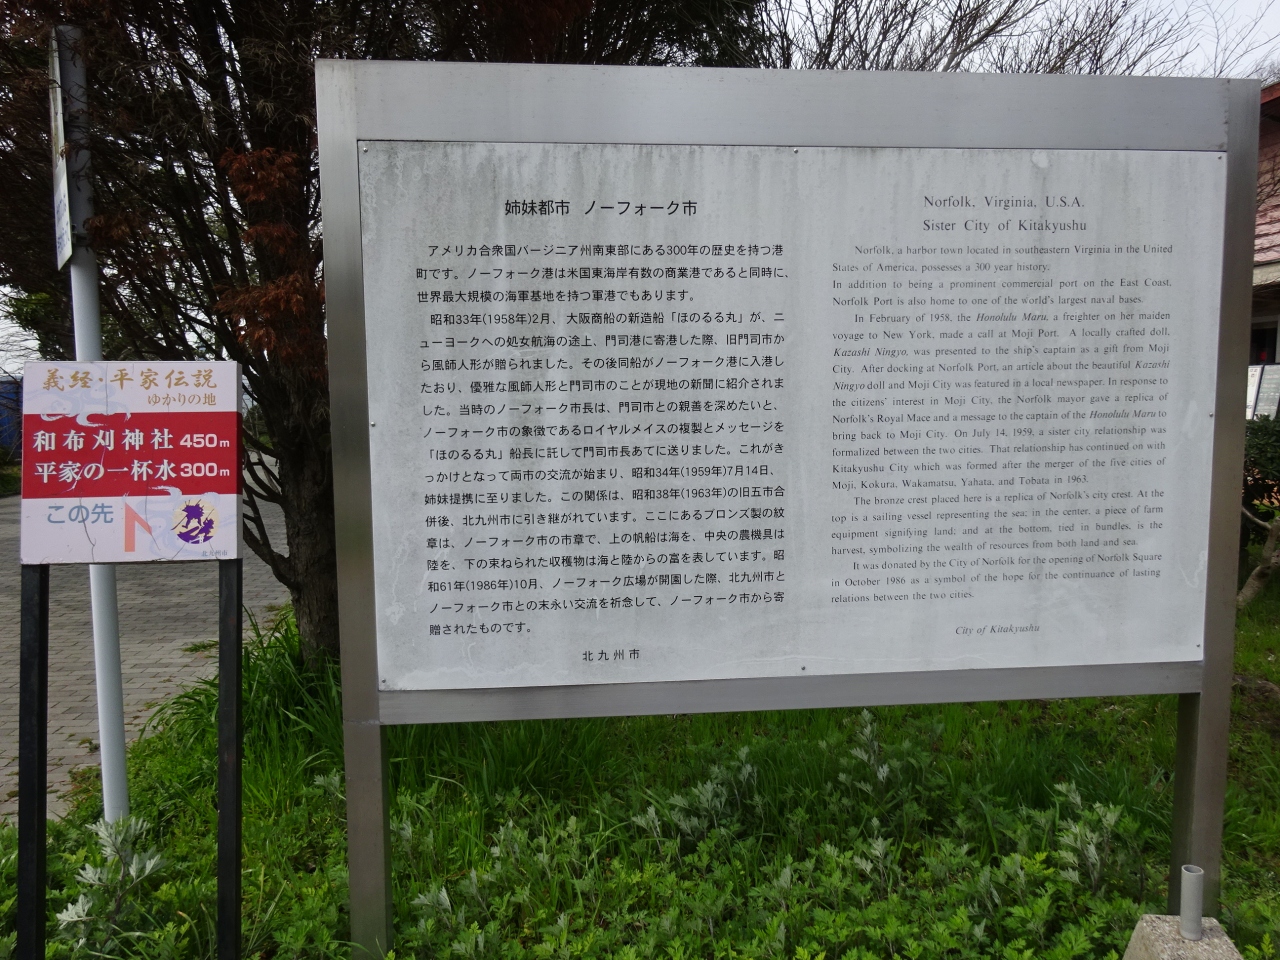 義経・平家伝説
ゆかりの地
和布刈神社 450m
平家の一杯水 300m
この先
北九州市
姉妹都市 ノーフォーク市
アメリカ合衆国バージニア州南東部にある300年の歴史を持つ港
町です。ノーフォーク港は米国東海岸有数の商業港であると同時に、
世界最大規模の海軍基地を持つ軍港でもあります。
昭和33年(1958年)2月、大阪商船の新造船「ほのるる丸」が、ニ
ューヨークへの処女航海の途上、門司港に寄港した際、旧門司市か
ら風師人形が贈られました。その後同船がノーフォーク港に入港し
たおり、優雅な風師人形と門司市のことが現地の新聞に紹介されま
した。当時のノーフォーク市長は、門司市との親善を深めたいと、
ノーフォーク市の象徴であるロイヤルメイスの複製とメッセージを
「ほのるる丸」船長に託して門司市長あてに送りました。これがき
っかけとなって両市の交流が始まり、昭和34年(1959年)7月14日、
姉妹提携に至りました。この関係は、昭和38年(1963年)の旧五市合
併後、北九州市に引き継がれています。ここにあるブロンズ製の紋
章は、ノーフォーク市の市章で、上の帆船は海を、中央の農機具は
陸を、下の束ねられた収穫物は海と陸からの富を表しています。昭
和61年(1986年)10月、ノーフォーク広場が開園した際、北九州市と
ノーフォーク市との末永い交流を祈念して、ノーフォーク市から寄
贈されたものです。
北九州市
Norfolk, Virginia, U.S.A.
Sister City of Kitakyushu
Norfolk, a harbor town located in southeastern Virginia in the United
States of America, possesses a 300 year history.
In addition to being a prominent commercial port on the East Coast,
Norfolk Port is also home to one of the world's largest naval bases.
In February of 1958, the Honolulu Maru, a freighter on her maiden
voyage to New York, made a call at Moji Port. A locally crafted doll,
Kazashi Ningyo, was presented to the ship's captain as a gift from Moji
City. After docking at Norfolk Port, an article about the beautiful Kazashi
Ningyo doll and Moji City was featured in a local newspaper. In response to
the citizens' interest in Moji City, the Norfolk mayor gave a replica of
Norfolk's Royal Mace and a message to the captain of the Honolulu Maru to
bring back to Moji City. On July 14, 1959, a sister city relationship was
formalized between the two cities. That relationship has continued on with
Kitakyushu City which was formed after the merger of the five cities of
Moji, Kokura, Wakamatsu, Yahata, and Tobata in 1963.
The bronze crest placed here is a replica of Norfolk's city crest. At the
top is a sailing vessel representing the sea; in the center, a piece of farm
equipment signifying land; and at the bottom, tied in bundles, is the
harvest, symbolizing the wealth of resources from both land and sea.
It was donated by the City of Norfolk for the opening of Norfolk Square
in October 1986 as a symbol of the hope for the continuance of lasting
relations between the two cities.
City of Kitakyushu